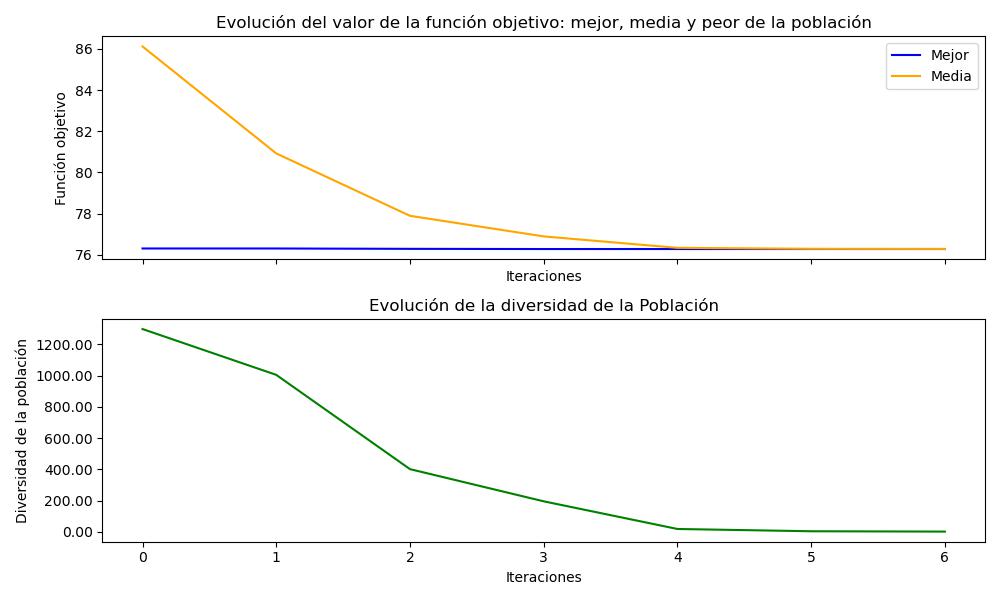 Evolución del valor de la función objetivo: mejor, media y peor de la población
Función objetivo
86
84
82
80
78
76
Mejor
Media
Iteraciones
Evolución de la diversidad de la Población
Diversidad de la población
1200.00
1000.00
800.00
600.00
400.00
200.00
0.00
0 1 2 3 4 5 6
Iteraciones